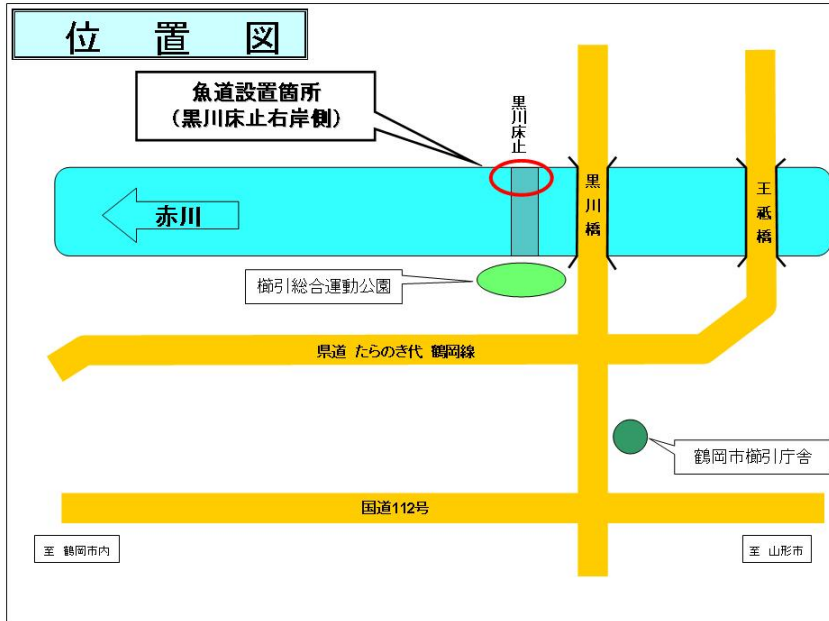 位置図
魚道設置箇所
（黒川床止右岸側）
黒川床止
赤川
黒川橋
王祗橋
櫛引総合運動公園
県道 たらのき代 鶴岡線
鶴岡市櫛引庁舎
国道112号
至 鶴岡市内
至 山形市